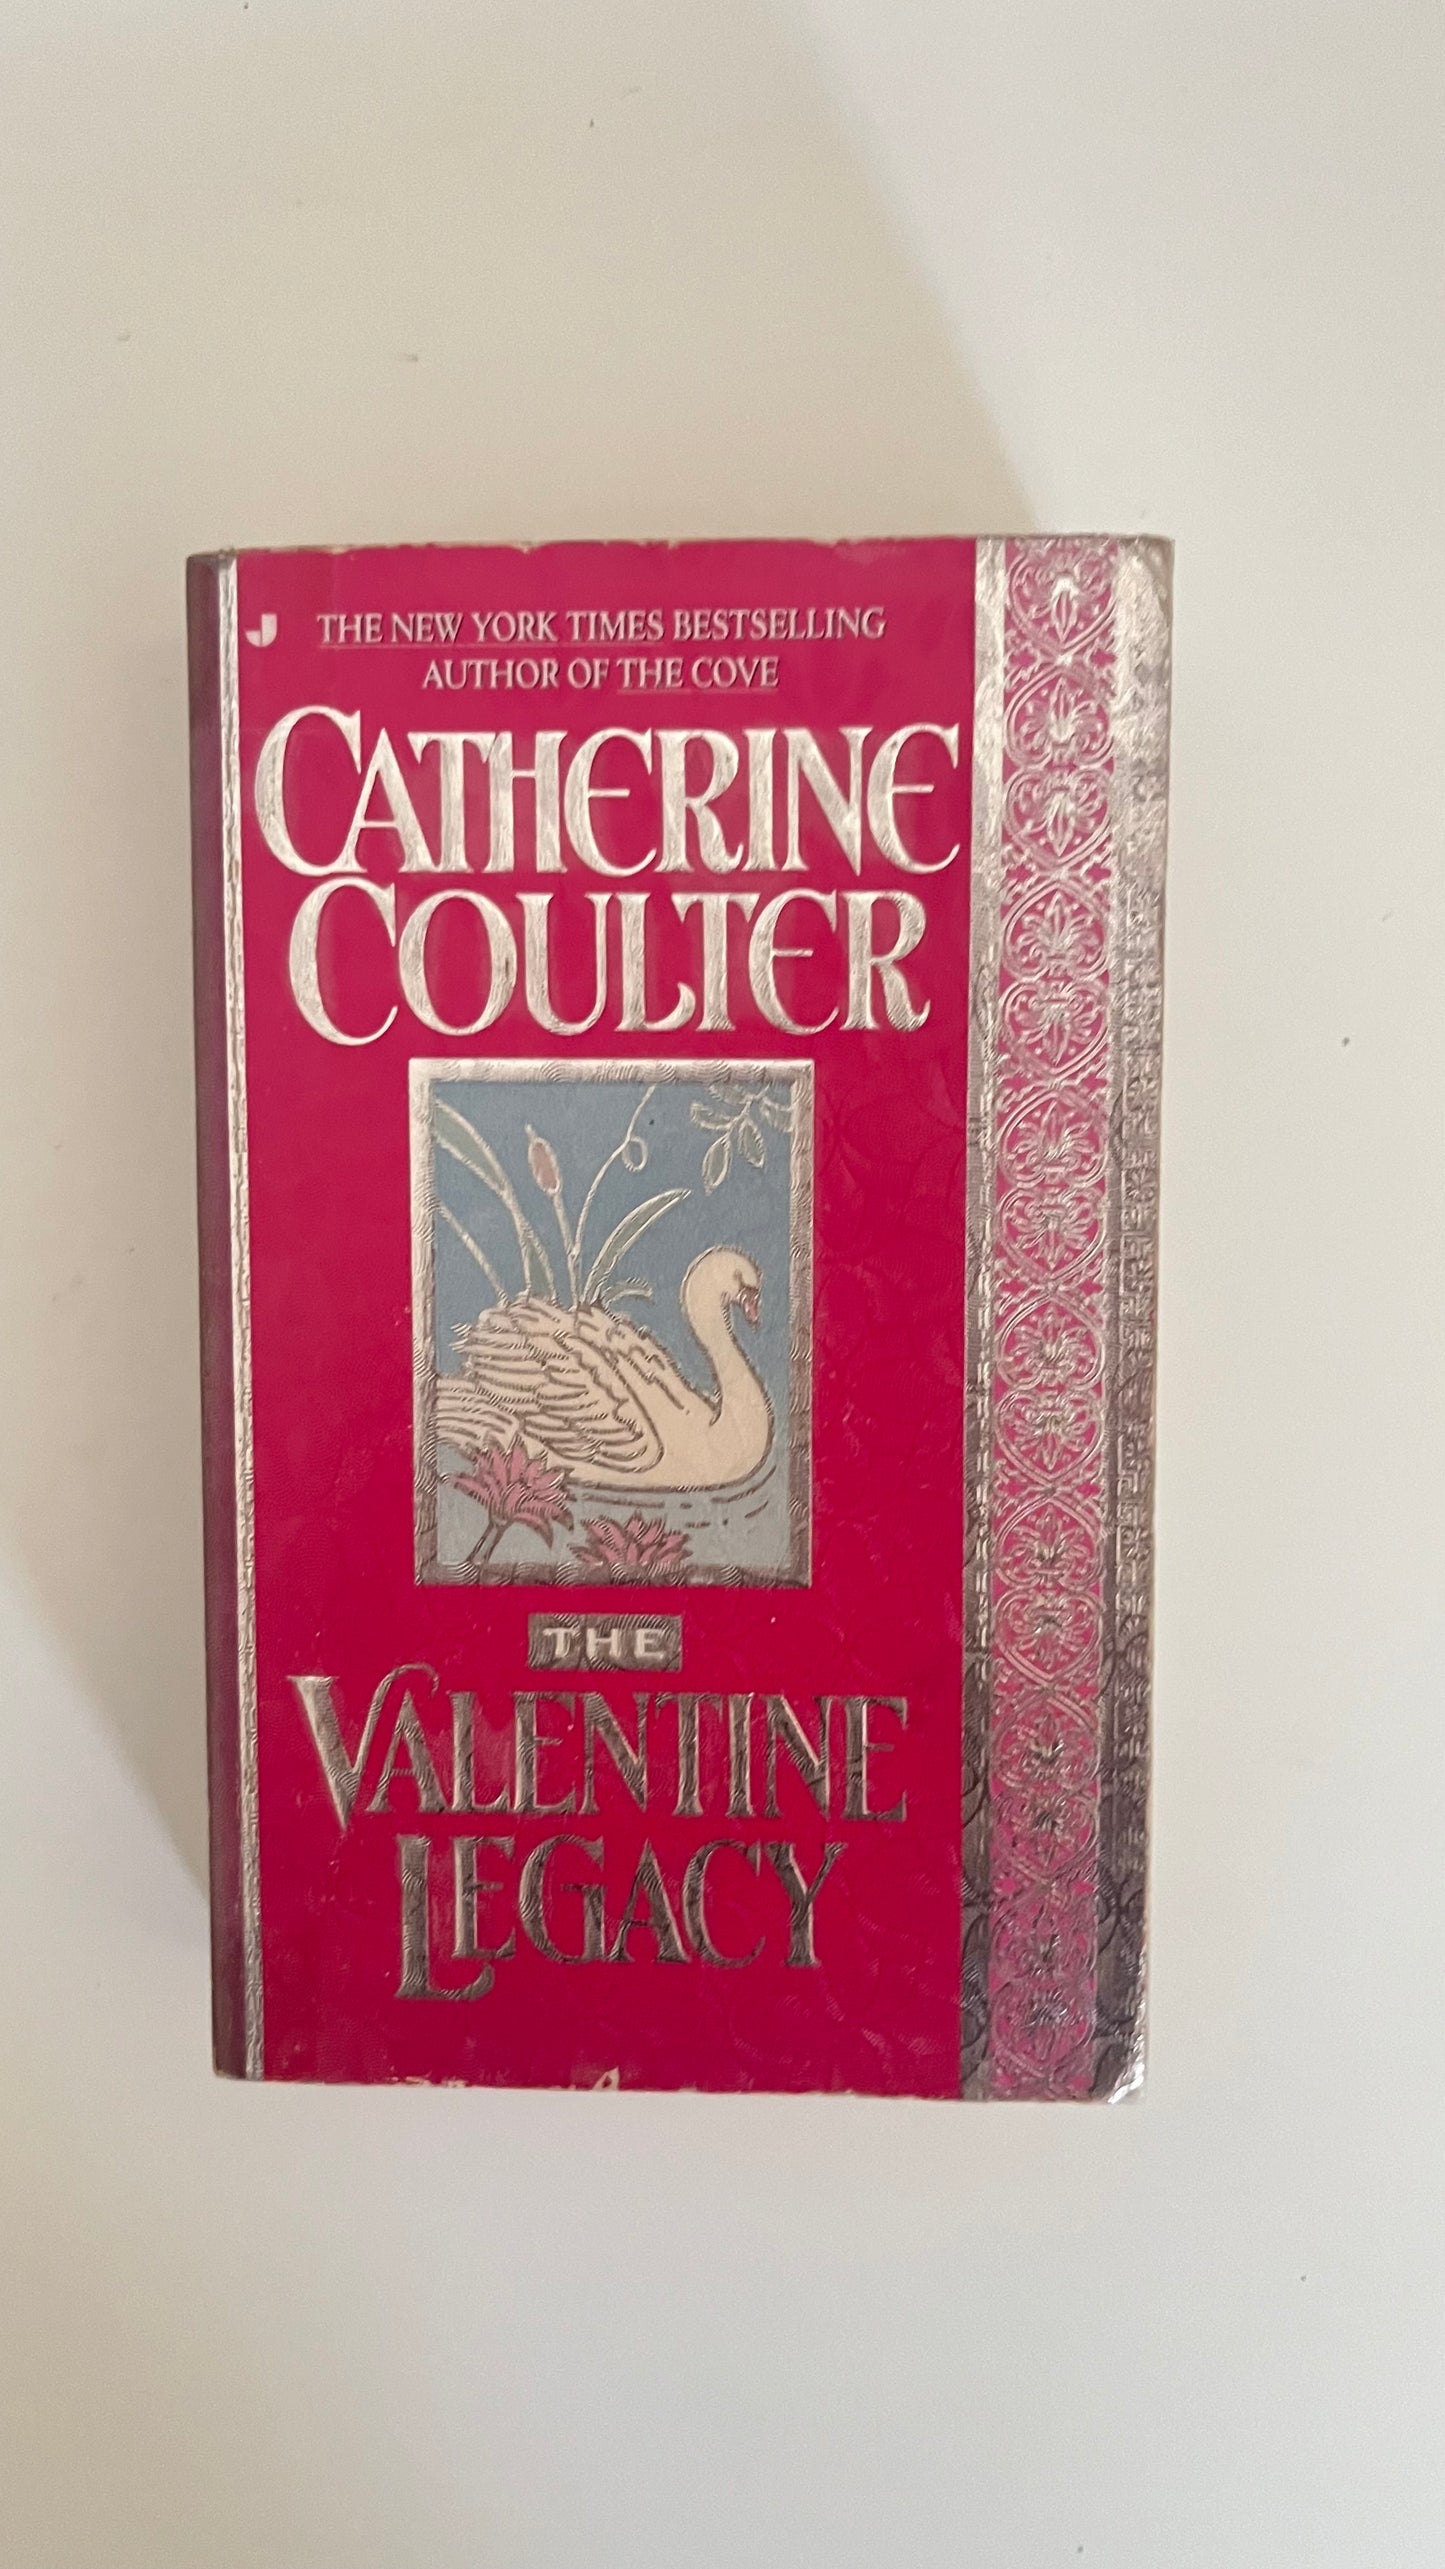 J
THE NEW YORK TIMES BESTSELLING
AUTHOR OF THE COVE
CATHERINE
COULTER
THE
VALENTINE
LEGACY